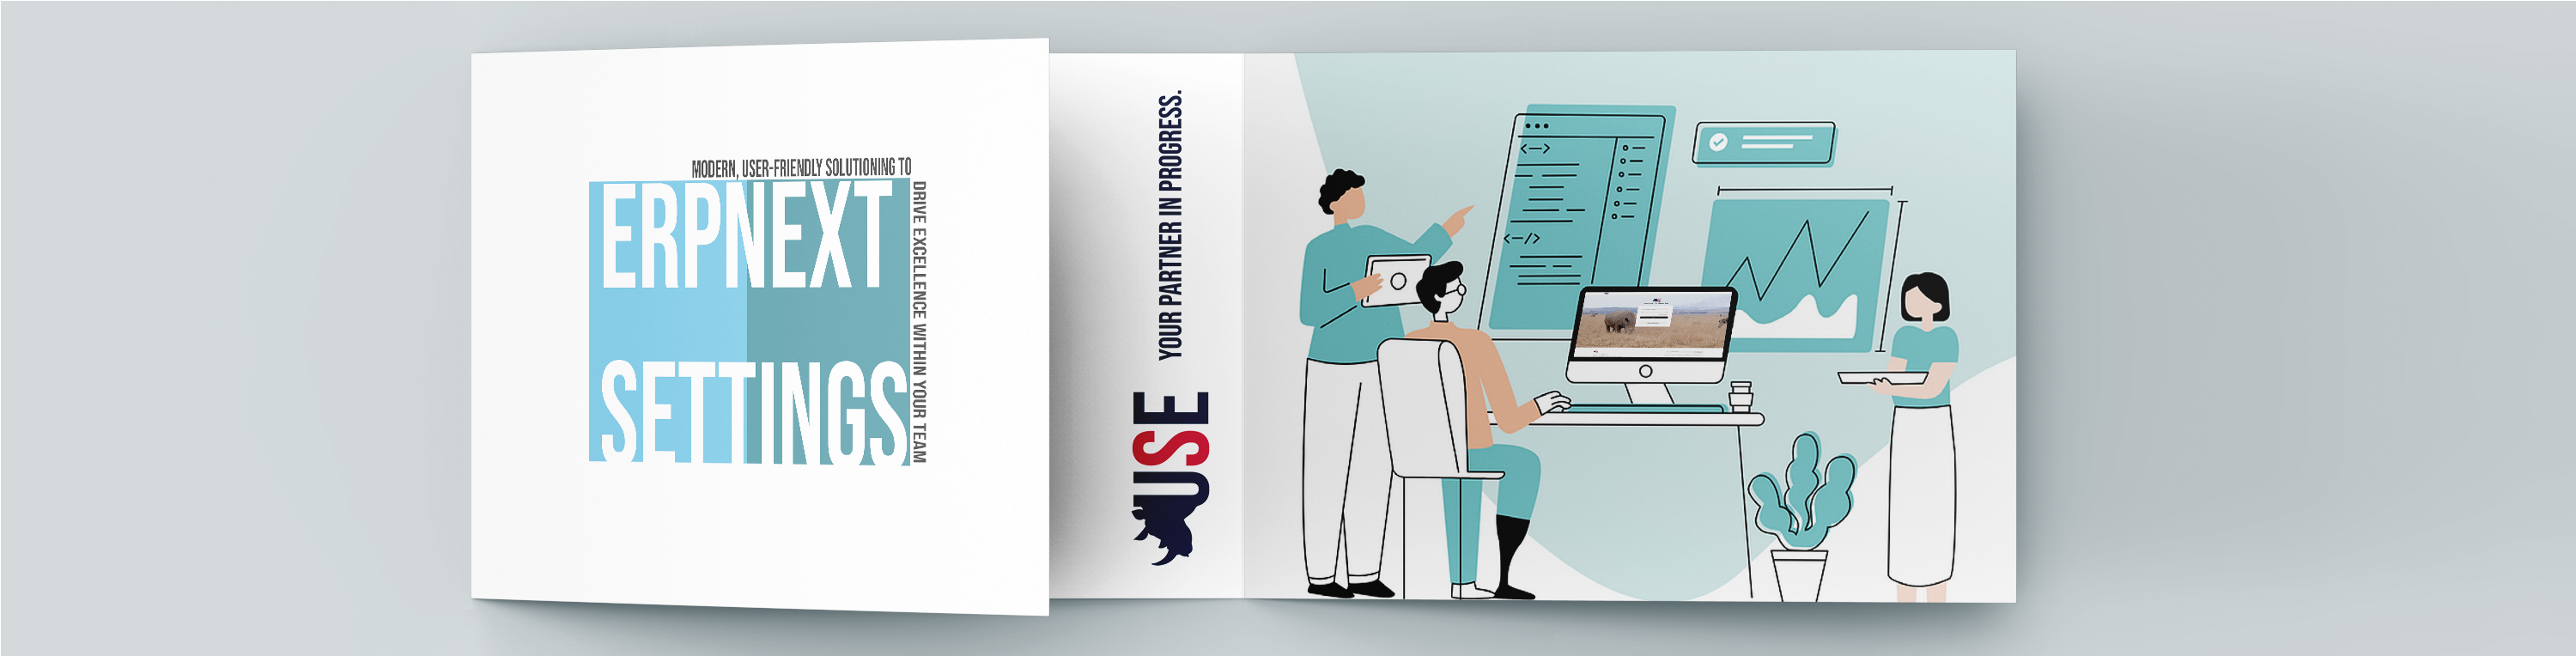 MODERN, USER-FRIENDLY SOLUTIONING TO
ERPNEXT
SETTINGS
DRIVE EXCELLENCE WITHIN YOUR TEAM
USE
YOUR PARTNER IN PROGRESS.
<—>
<—/>